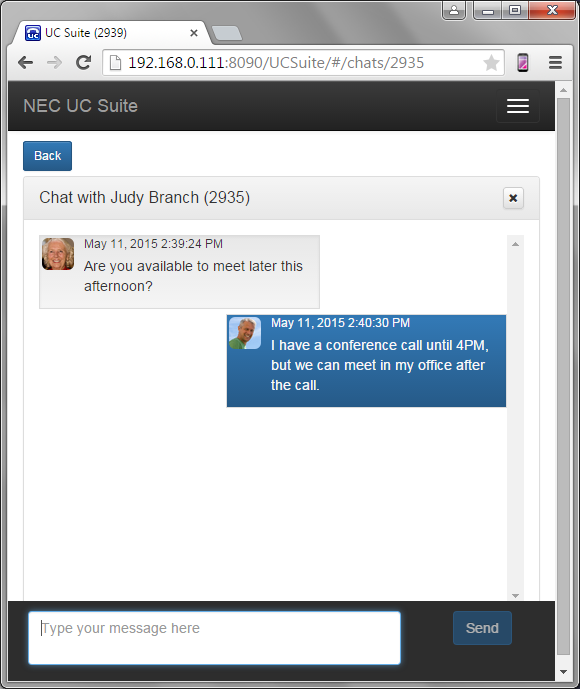 UC Suite (2939)
UC
192.168.0.111:8090/UCSuite/#/chats/2935
NEC UC Suite
Back
Chat with Judy Branch (2935)
May 11, 2015 2:39:24 PM
Are you available to meet later this
afternoon?
May 11, 2015 2:40:30 PM
I have a conference call until 4PM,
but we can meet in my office after
the call.
Type your message here
Send